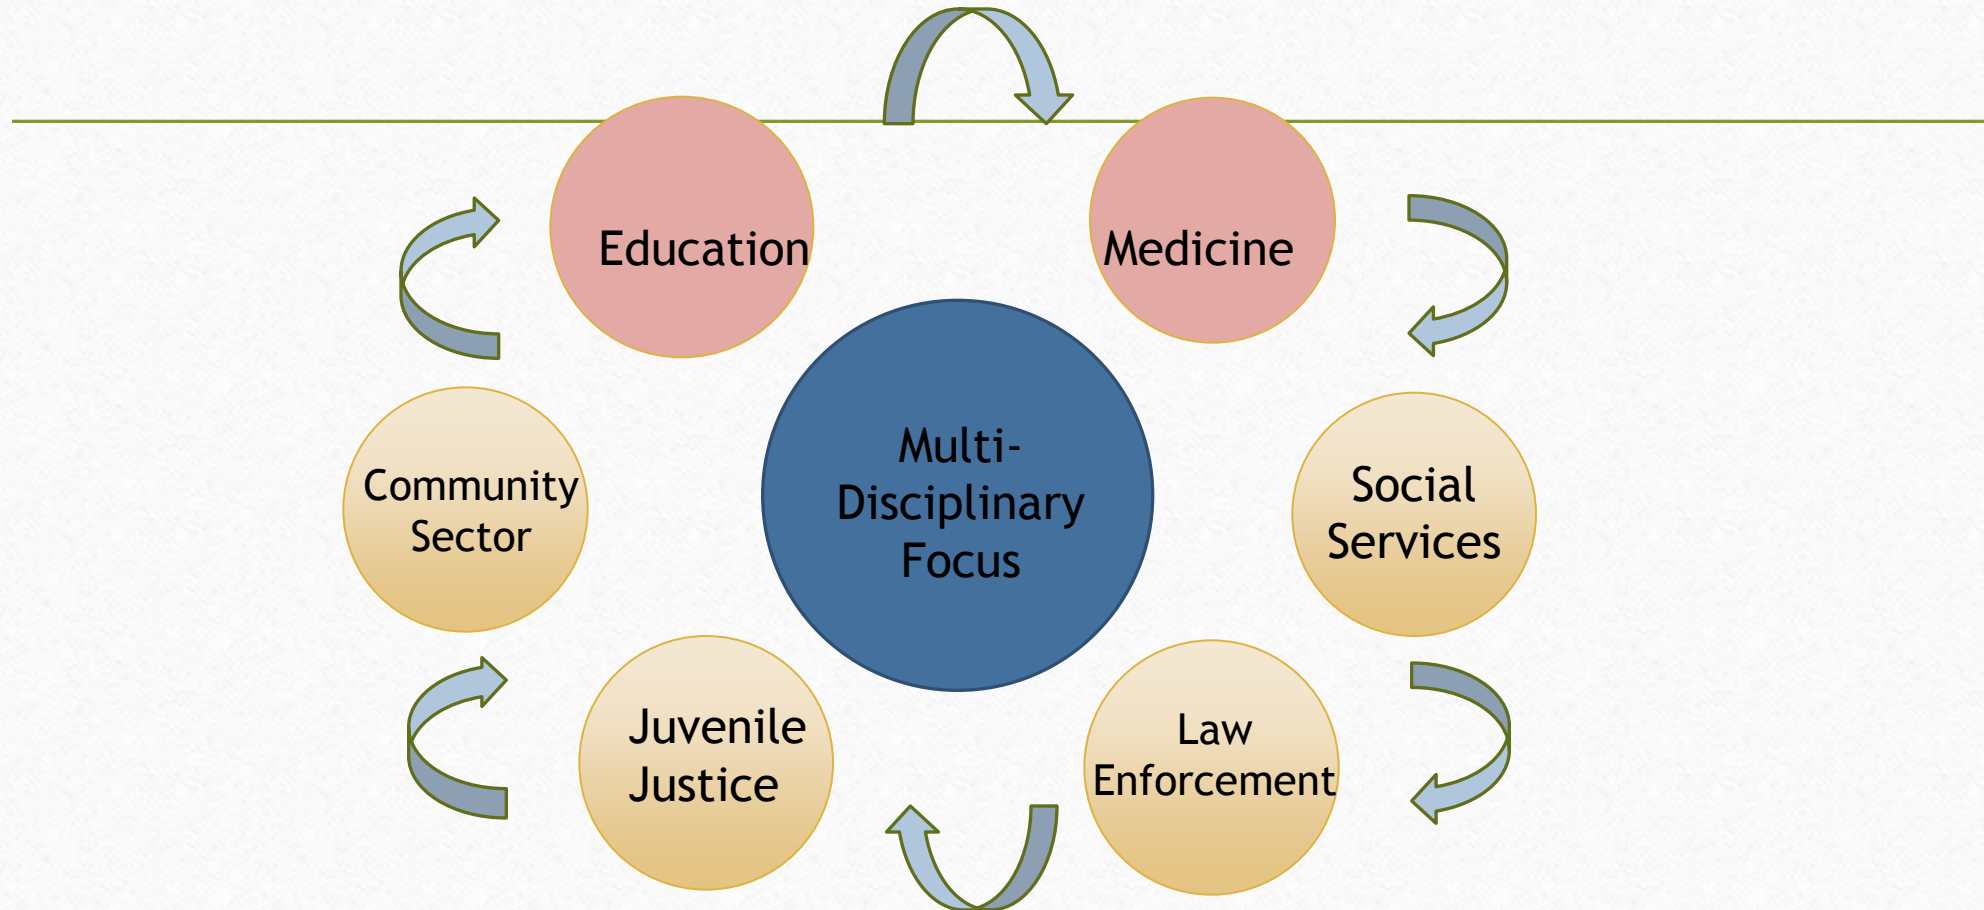 Education
Medicine
Multi-
Disciplinary
Focus
Community
Sector
Social
Services
Juvenile
Justice
Law
Enforcement